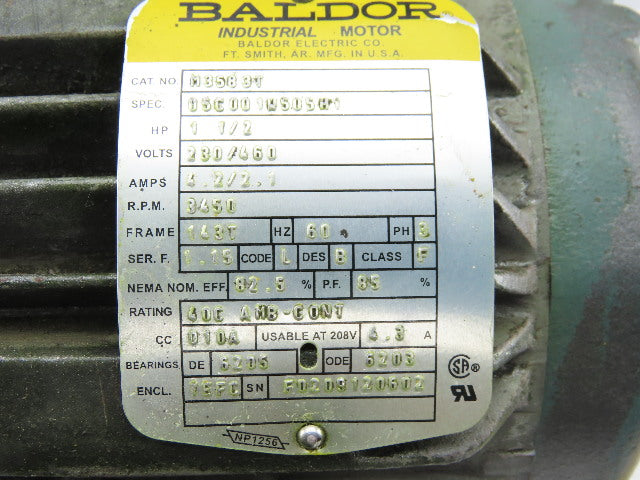 BALDOR
INDUSTRIAL MOTOR
BALDOR ELECTRIC CO.
FT. SMITH, AR. MFG. IN U.S.A.
CAT NO. M3583T
SPEC. 05C001W505H1
HP 1 1/2
VOLTS 230/460
AMPS 4.2/2.1
R.P.M. 3450
FRAME 143T HZ 60 PH 3
SER. F. 1.15 CODE L DES B CLASS F
NEMA NOM. EFF. 82.5 % P.F. 85 %
RATING 40C AMB-CONT
CC 010A USABLE AT 208V 4.3 A
BEARINGS DE 6205 ODE 6203
ENCL. TEFC SN F0209120602
SA
NP1256